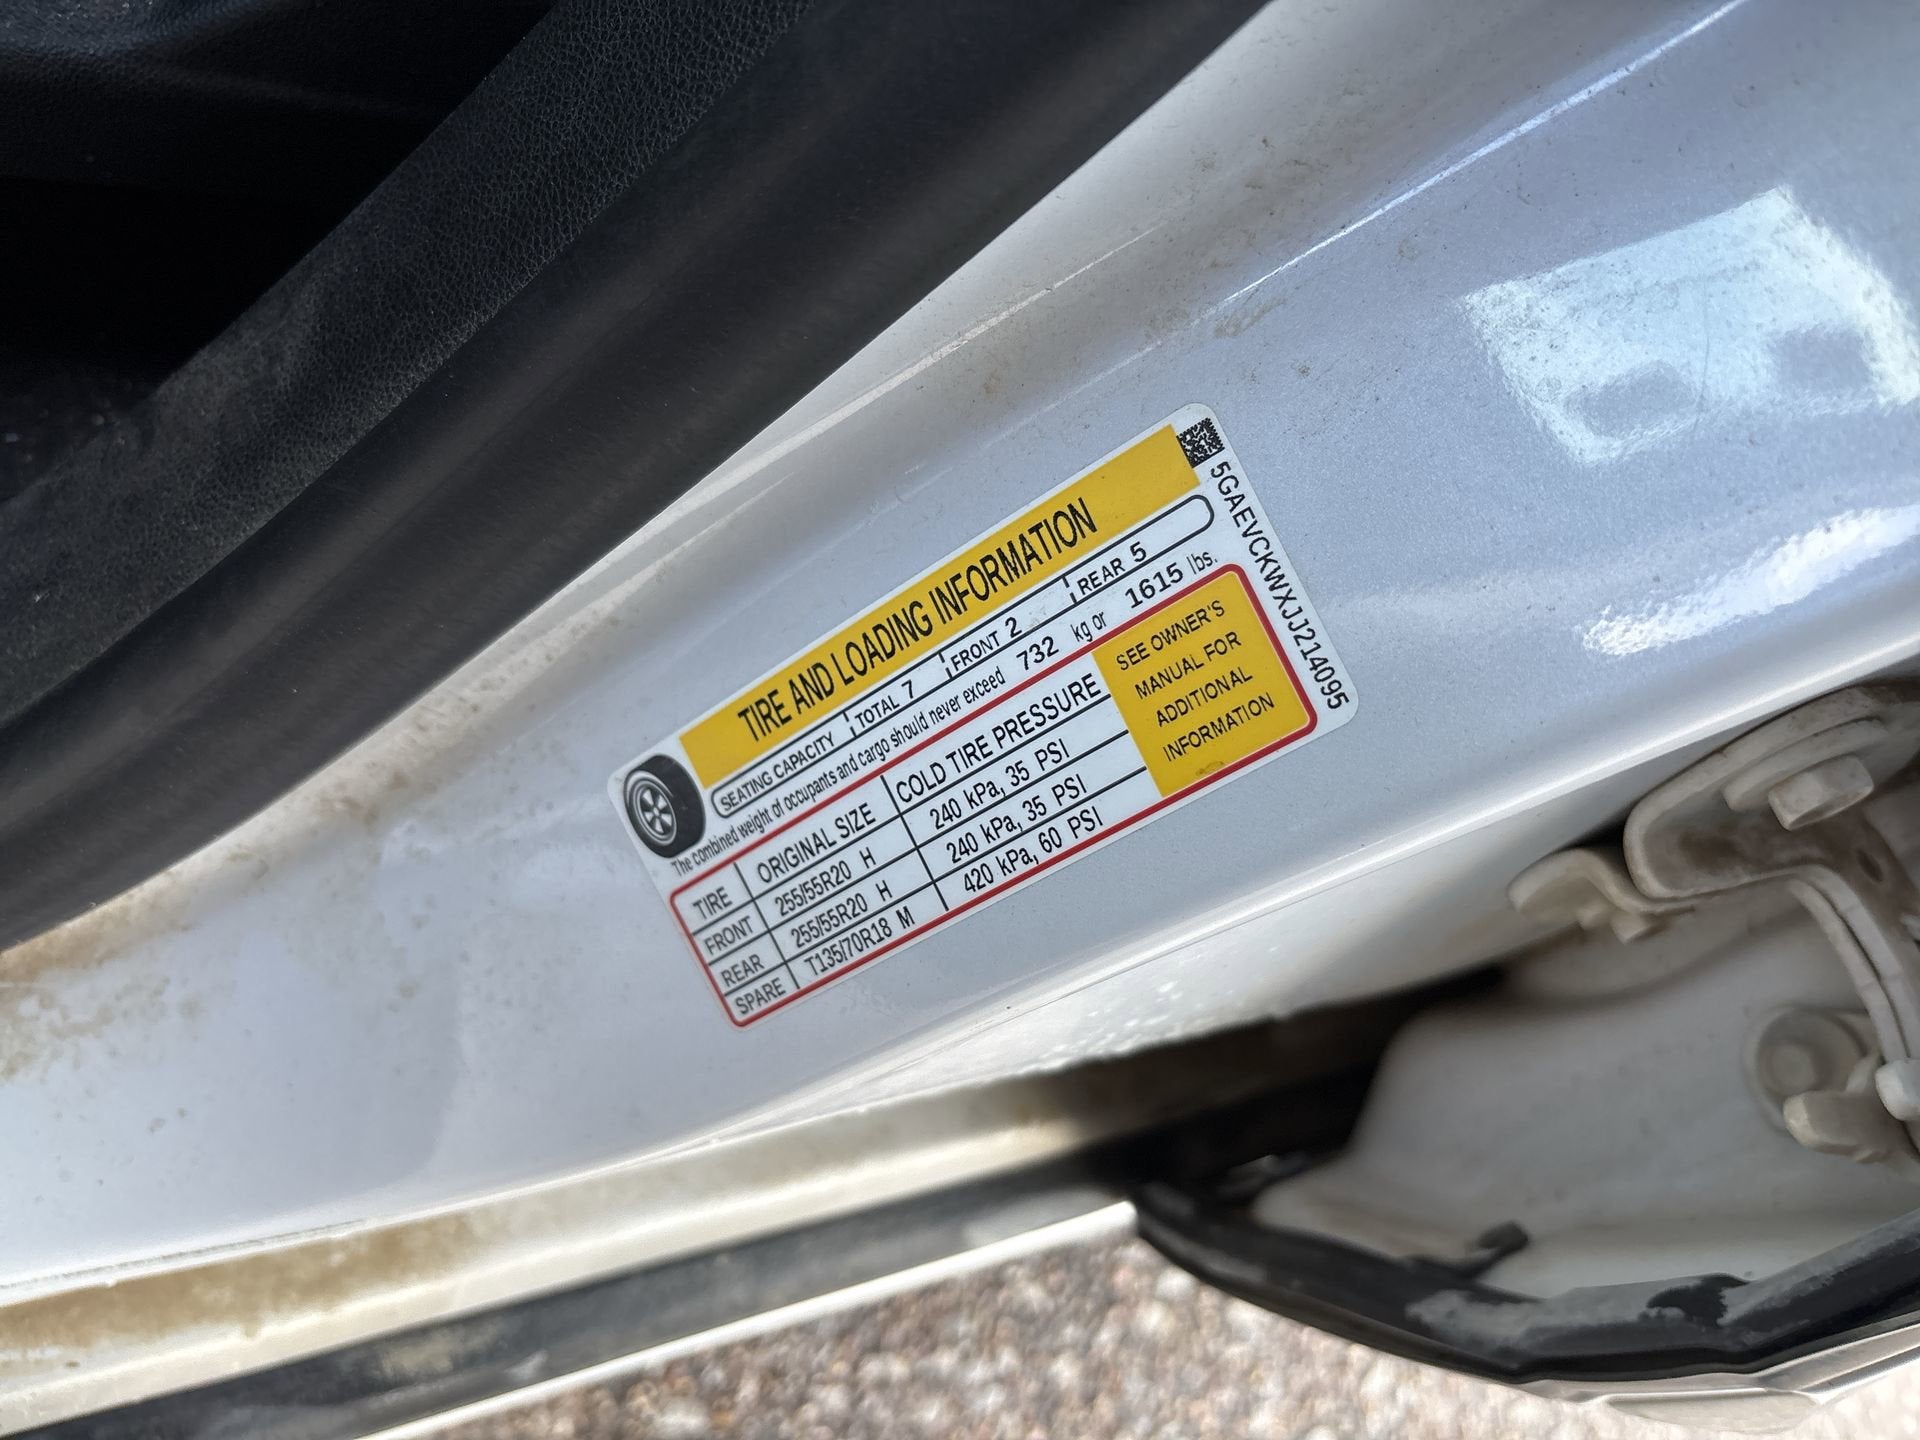 TIRE AND LOADING INFORMATION
SEATING CAPACITY TOTAL 7 FRONT 2 REAR 5
The combined weight of occupants and cargo should never exceed 732 kg or 1615 lbs.
TIRE ORIGINAL SIZE COLD TIRE PRESSURE
FRONT 255/55R20 H 240 kPa, 35 PSI
REAR 255/55R20 H 240 kPa, 35 PSI
SPARE T135/70R18 M 420 kPa, 60 PSI
SEE OWNER'S
MANUAL FOR
ADDITIONAL
INFORMATION
5GAEVCKWXJJ214095